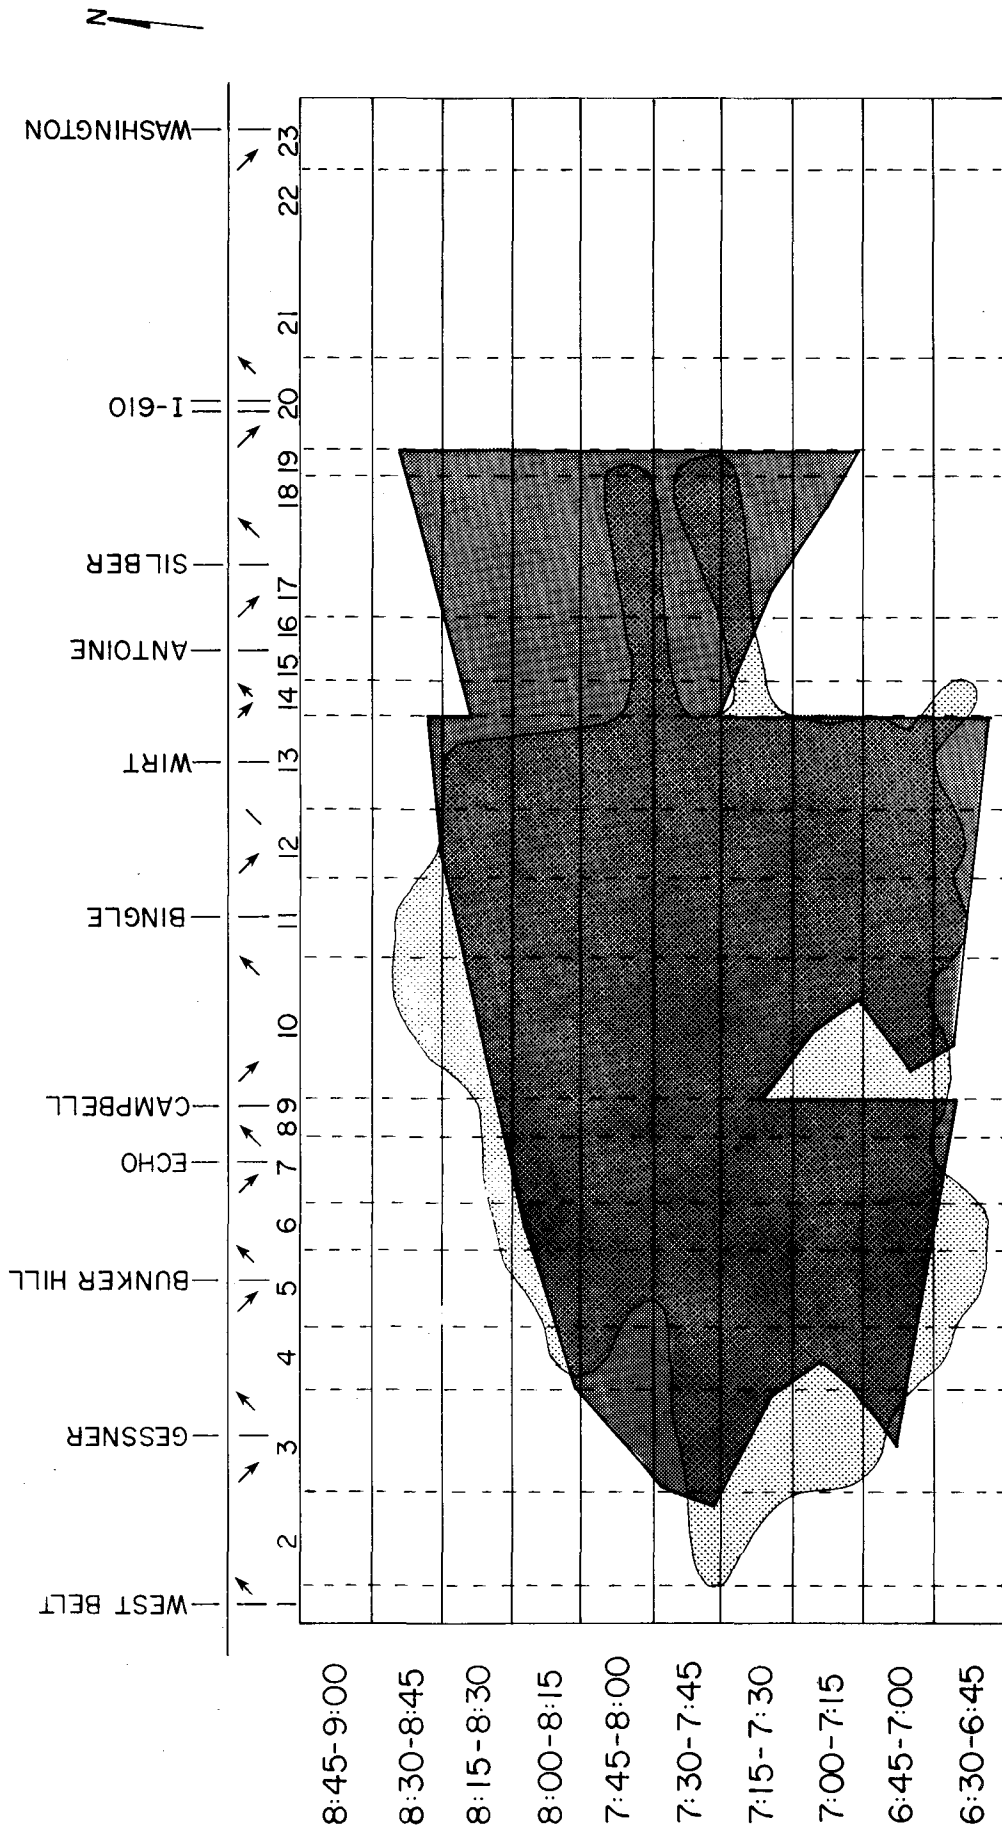 N
WEST BELT
GESSNER
BUNKER HILL
ECHO
CAMPBELL
BINGLE
WIRT
ANTOINE
SILBER
I-610
WASHINGTON
2 3 4 5 6 7 8 9 10 11 12 13 14 15 16 17 18 19 20 21 22 23
8:45-9:00
8:30-8:45
8:15-8:30
8:00-8:15
7:45-8:00
7:30-7:45
7:15-7:30
7:00-7:15
6:45-7:00
6:30-6:45